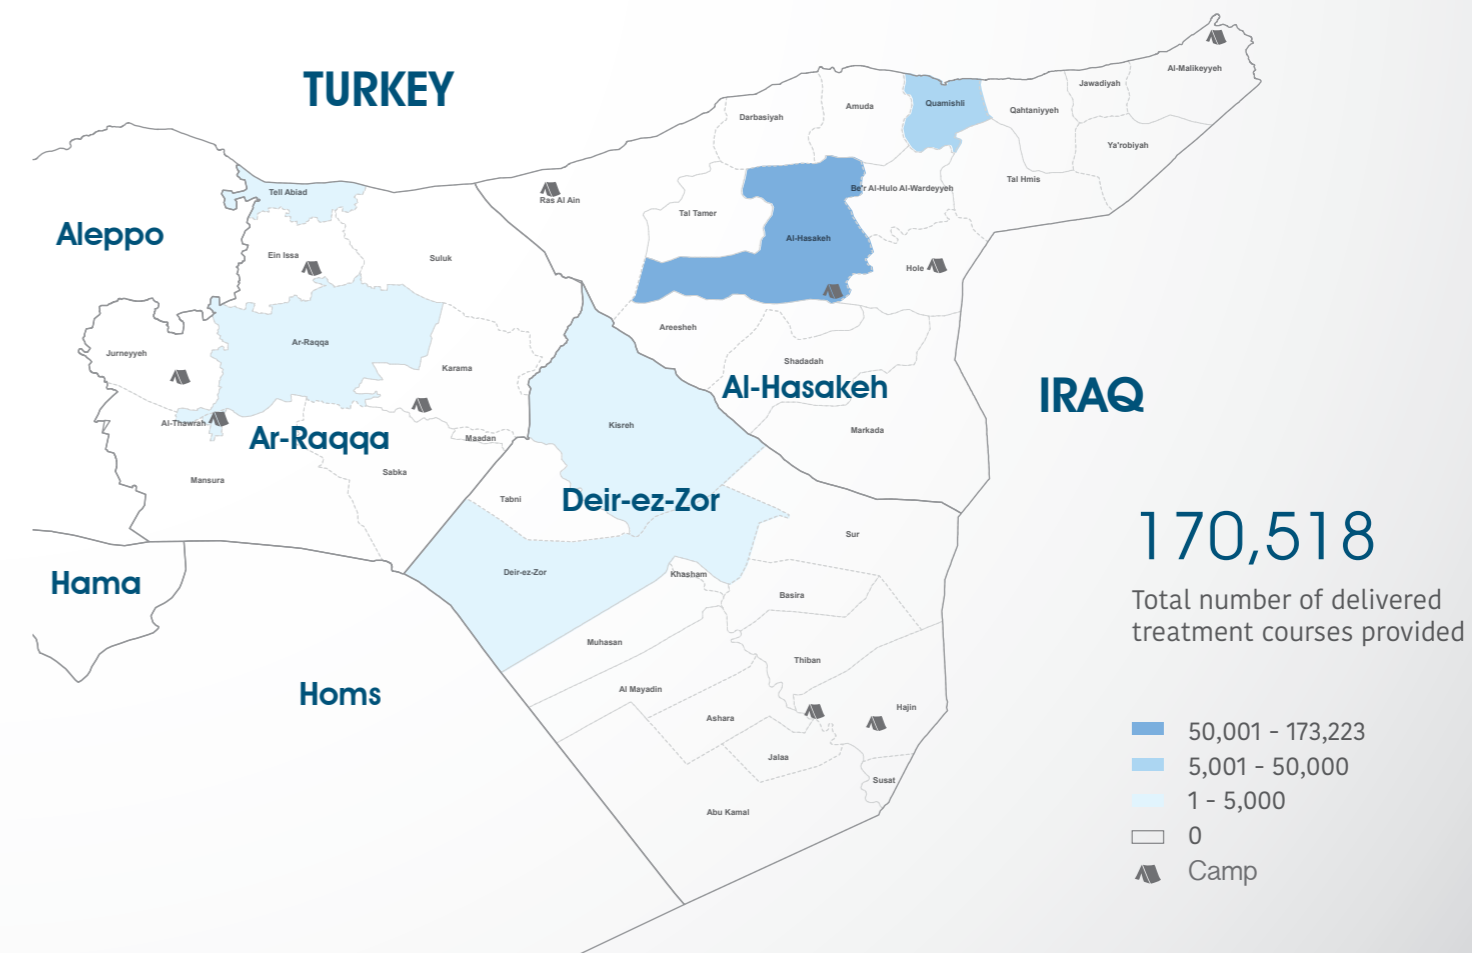 TURKEY
Al-Malikeyyeh
Jawadiyah
Quamishli
Amuda
Qahtaniyyeh
Darbasiyah
Ya'robiyah
Tal Hmis
Be'r Al-Hulo Al-Wardeyyeh
Tell Abiad
Ras Al Ain
Tal Tamer
Aleppo
Al-Hasakeh
Ein Issa
Suluk
Hole
Areesheh
Ar-Raqqa
Jurneyyeh
Shadadah
Karama
Al-Hasakeh
IRAQ
Al-Thawrah
Kisreh
Markada
Ar-Raqqa
Maadan
Sabka
Mansura
Tabni
Deir-ez-Zor
Sur
170,518
Total number of delivered
treatment courses provided
Deir-ez-Zor
Khasham
Hama
Basira
Muhasan
Thiban
Homs
Al Mayadin
Hajin
Ashara
Jalaa
Susat
Abu Kamal
50,001 - 173,223
5,001 - 50,000
1 - 5,000
0
Camp